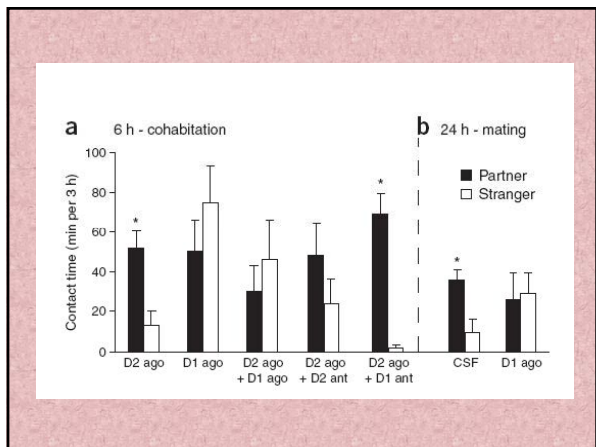 a 6 h - cohabitation
b 24 h - mating
Contact time (min per 3 h)
100
80
60
40
20
0
*
*
*
Partner
Stranger
D2 ago
D1 ago
D2 ago
+ D1 ago
D2 ago
+ D2 ant
D2 ago
+ D1 ant
CSF
D1 ago